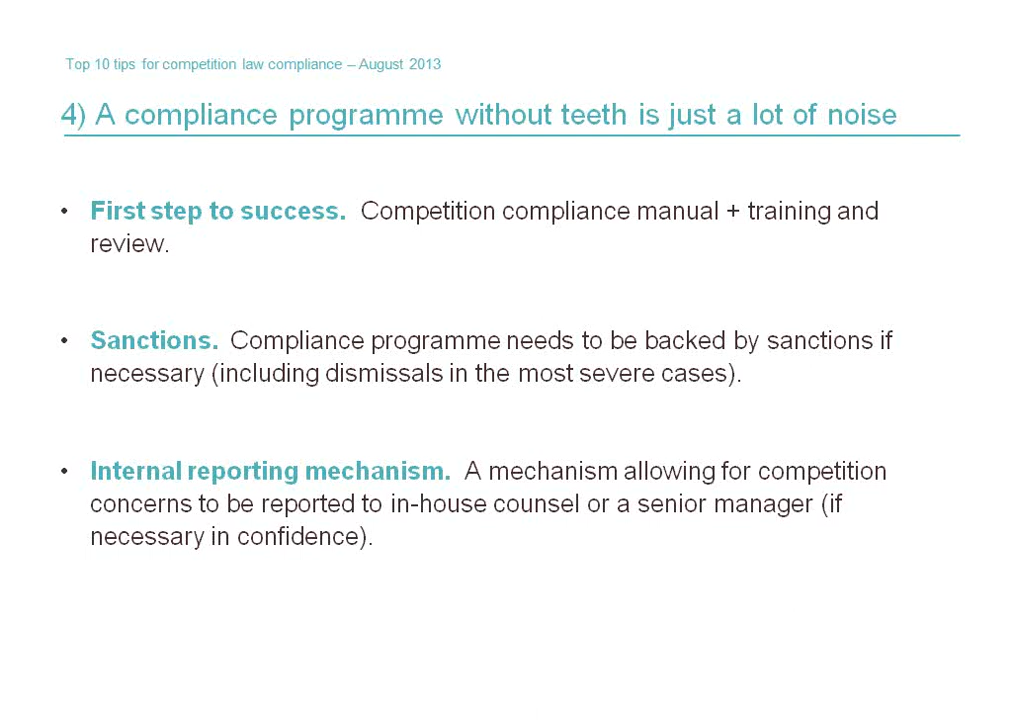 Top 10 tips for competition law compliance – August 2013
4) A compliance programme without teeth is just a lot of noise
• First step to success. Competition compliance manual + training and
review.
• Sanctions. Compliance programme needs to be backed by sanctions if
necessary (including dismissals in the most severe cases).
• Internal reporting mechanism. A mechanism allowing for competition
concerns to be reported to in-house counsel or a senior manager (if
necessary in confidence).